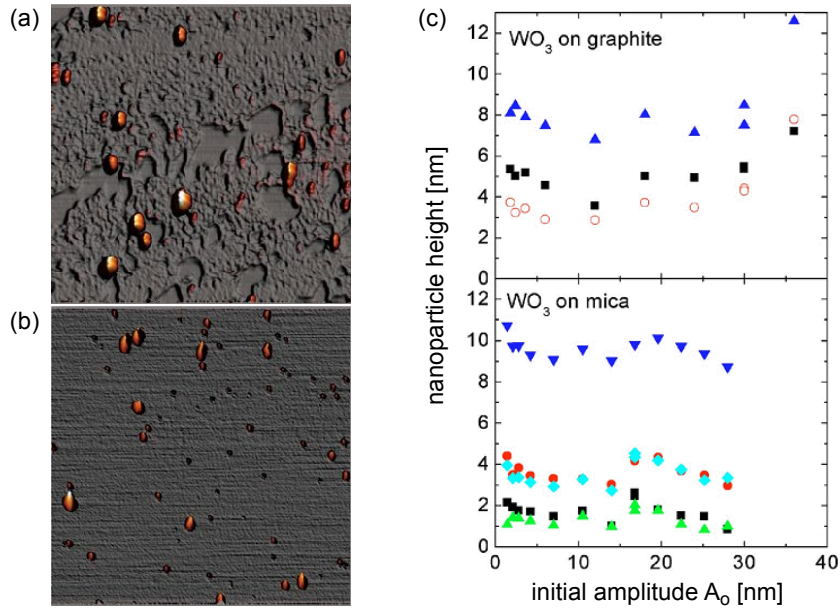 (a)
(b)
(c)
WO₃ on graphite
12
10
8
6
4
2
0
WO₃ on mica
12
10
8
6
4
2
0
nanoparticle height [nm]
0
10
20
30
40
initial amplitude Aₒ [nm]